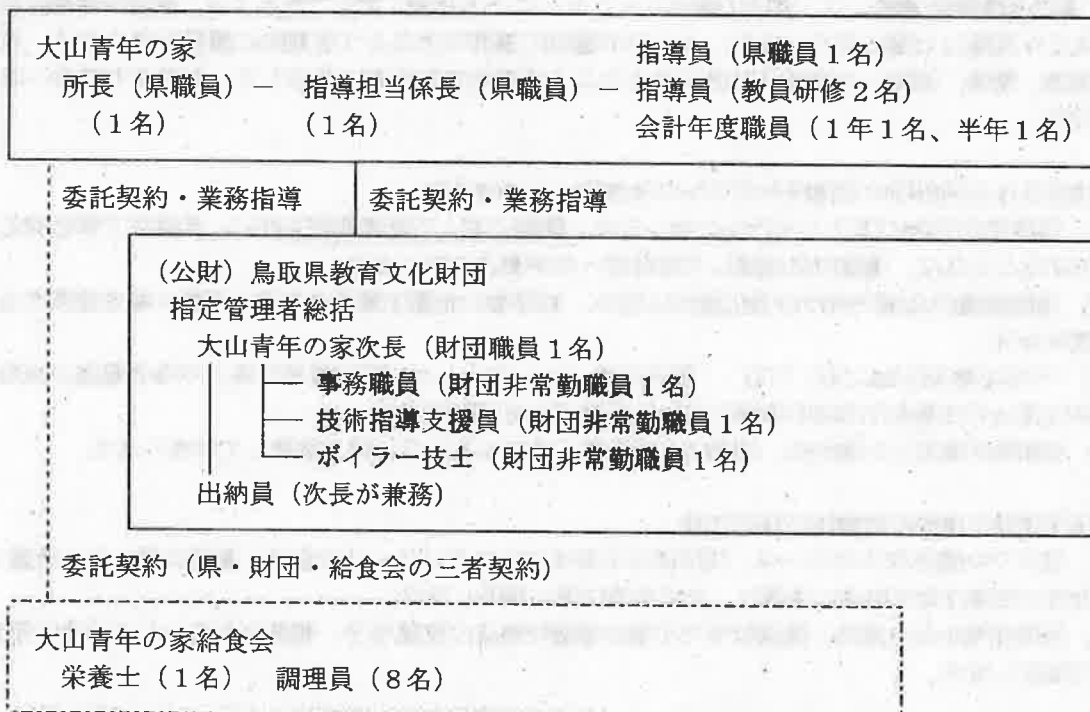 大山青年の家
指導員（県職員１名）
所長（県職員）－ 指導担当係長（県職員）－ 指導員（教員研修２名）
（１名） （１名） 会計年度職員（１年１名、半年１名）
委託契約・業務指導 委託契約・業務指導
（公財）鳥取県教育文化財団
指定管理者総括
大山青年の家次長（財団職員１名）
事務職員（財団非常勤職員１名）
技術指導支援員（財団非常勤職員１名）
ボイラー技士（財団非常勤職員１名）
出納員（次長が兼務）
委託契約（県・財団・給食会の三者契約）
大山青年の家給食会
栄養士（１名） 調理員（８名）